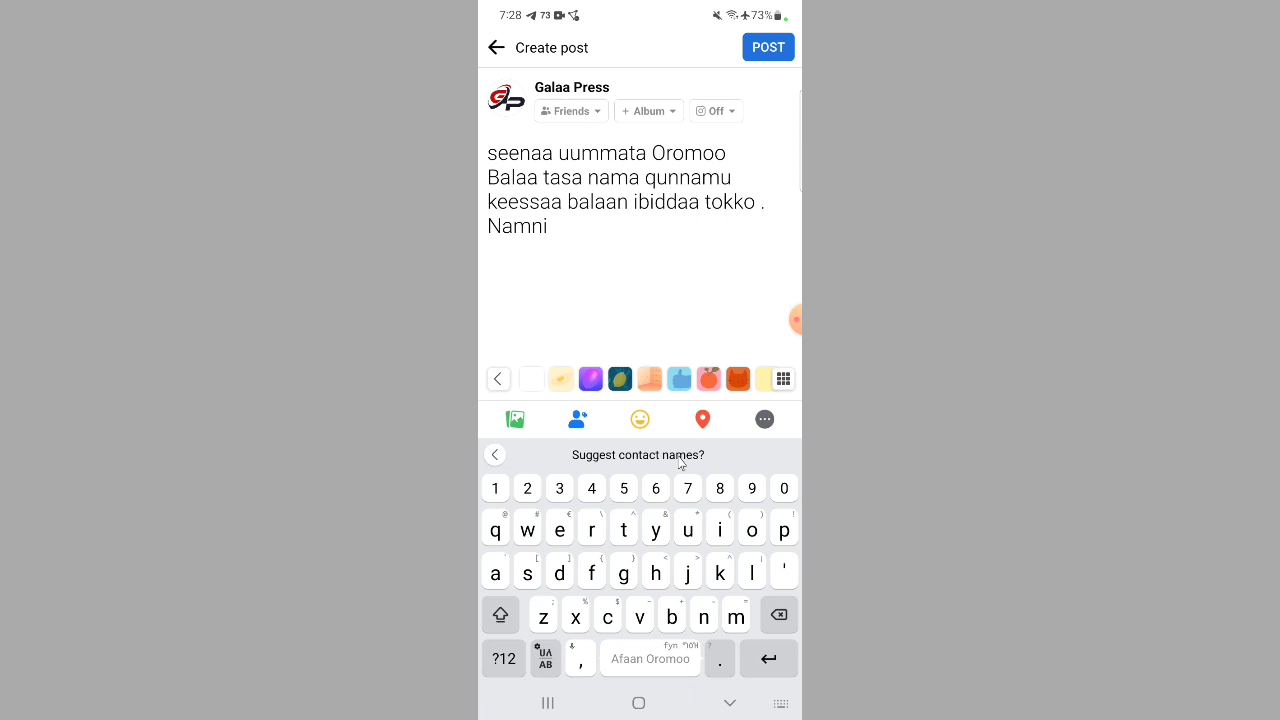 7:28 73 73%
Create post POST
GP
Galaa Press
Friends + Album Off
seenaa uummata Oromoo
Balaa tasa nama qunnamu
keessaa balaan ibiddaa tokko .
Namni
Suggest contact names?
1 2 3 4 5 6 7 8 9 0
q w e r t y u i o p
a s d f g h j k l '
z x c v b n m
?12 , Afaan Oromoo .